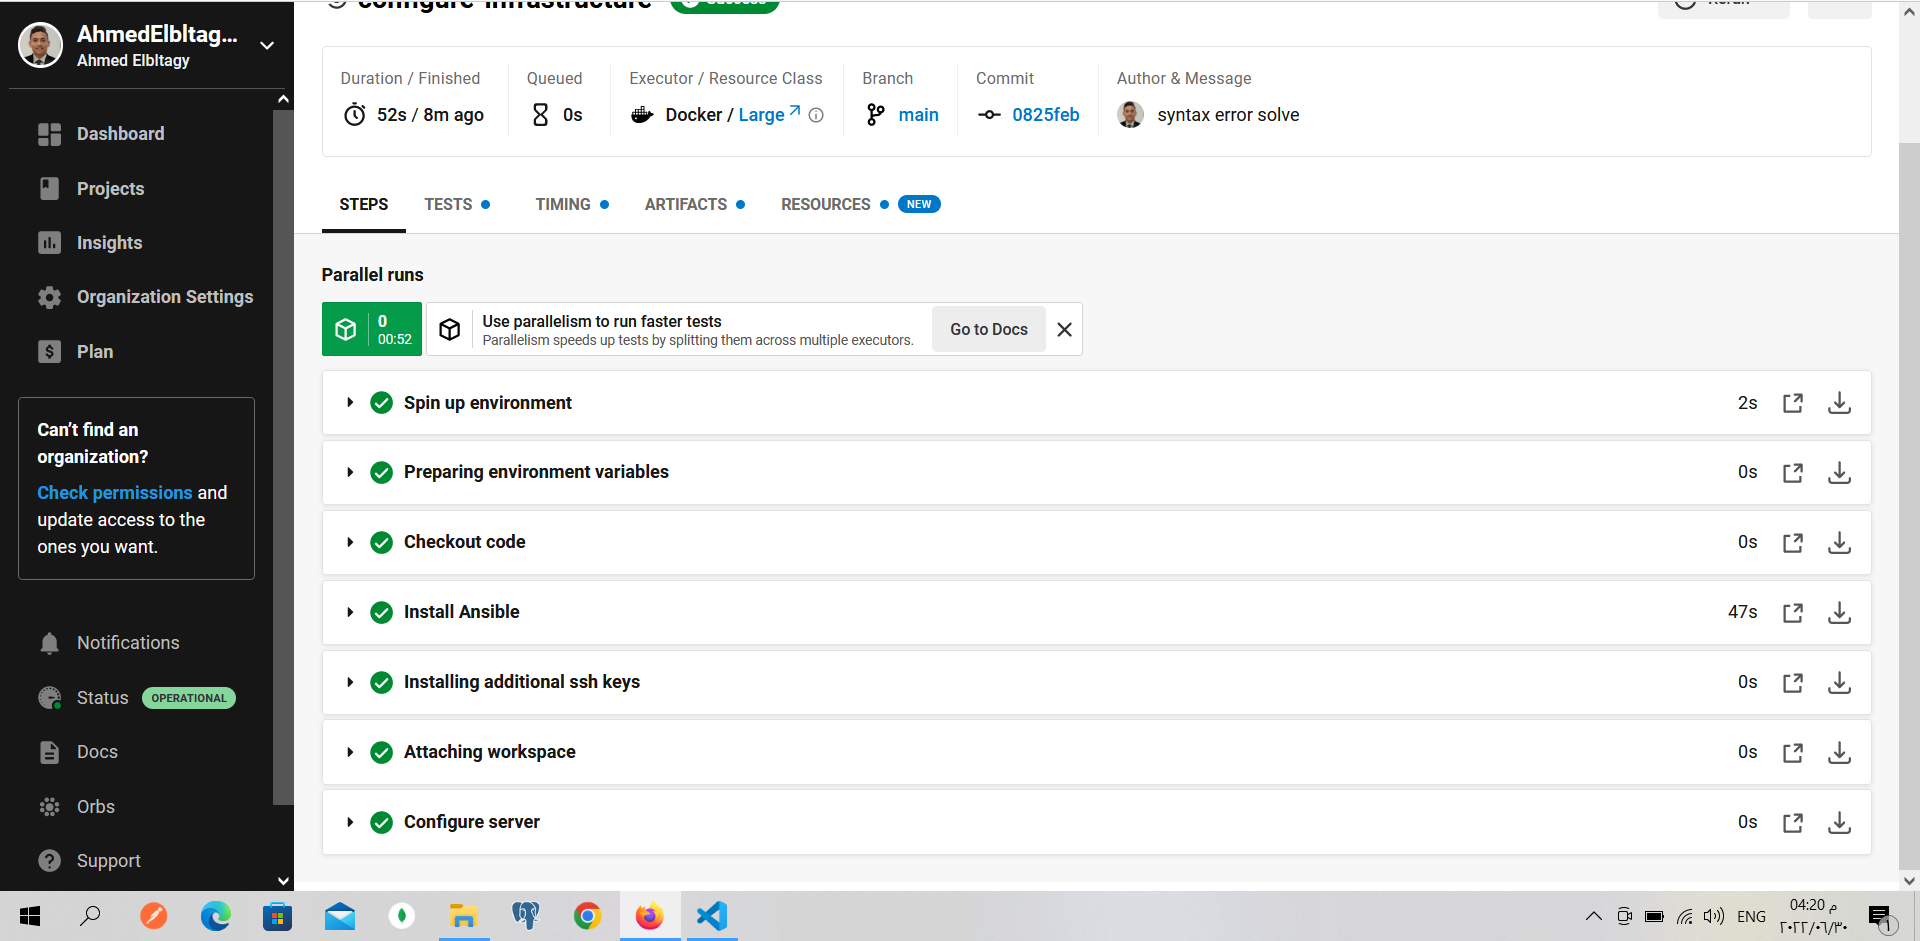 configure-infrastructure
Success
Rerun
AhmedElbltag...
Ahmed Elbltagy
Dashboard
Projects
Insights
Organization Settings
Plan
Can't find an
organization?
Check permissions and
update access to the
ones you want.
Notifications
Status OPERATIONAL
Docs
Orbs
Support
Duration / Finished
52s / 8m ago
Queued
0s
Executor / Resource Class
Docker / Large
Branch
main
Commit
0825feb
Author & Message
syntax error solve
STEPS
TESTS
TIMING
ARTIFACTS
RESOURCES NEW
Parallel runs
0
00:52
Use parallelism to run faster tests
Parallelism speeds up tests by splitting them across multiple executors.
Go to Docs
Spin up environment 2s
Preparing environment variables 0s
Checkout code 0s
Install Ansible 47s
Installing additional ssh keys 0s
Attaching workspace 0s
Configure server 0s
ENG
04:20 م
٢٠٢٢/٠٦/٣٠
١